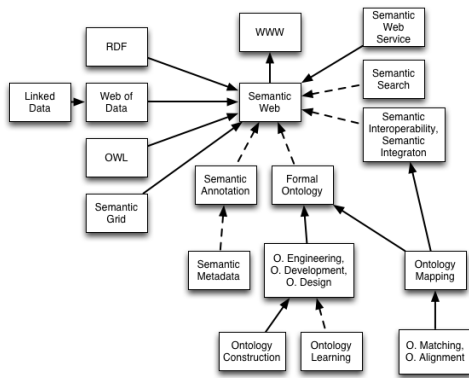 WWW
Semantic
Web
Service
RDF
Semantic
Search
Linked
Data
Web of
Data
Semantic
Web
Semantic
Interoperability,
Semantic
Integraton
OWL
Semantic
Annotation
Formal
Ontology
Semantic
Grid
Semantic
Metadata
O. Engineering,
O. Development,
O. Design
Ontology
Mapping
Ontology
Construction
Ontology
Learning
O. Matching,
O. Alignment